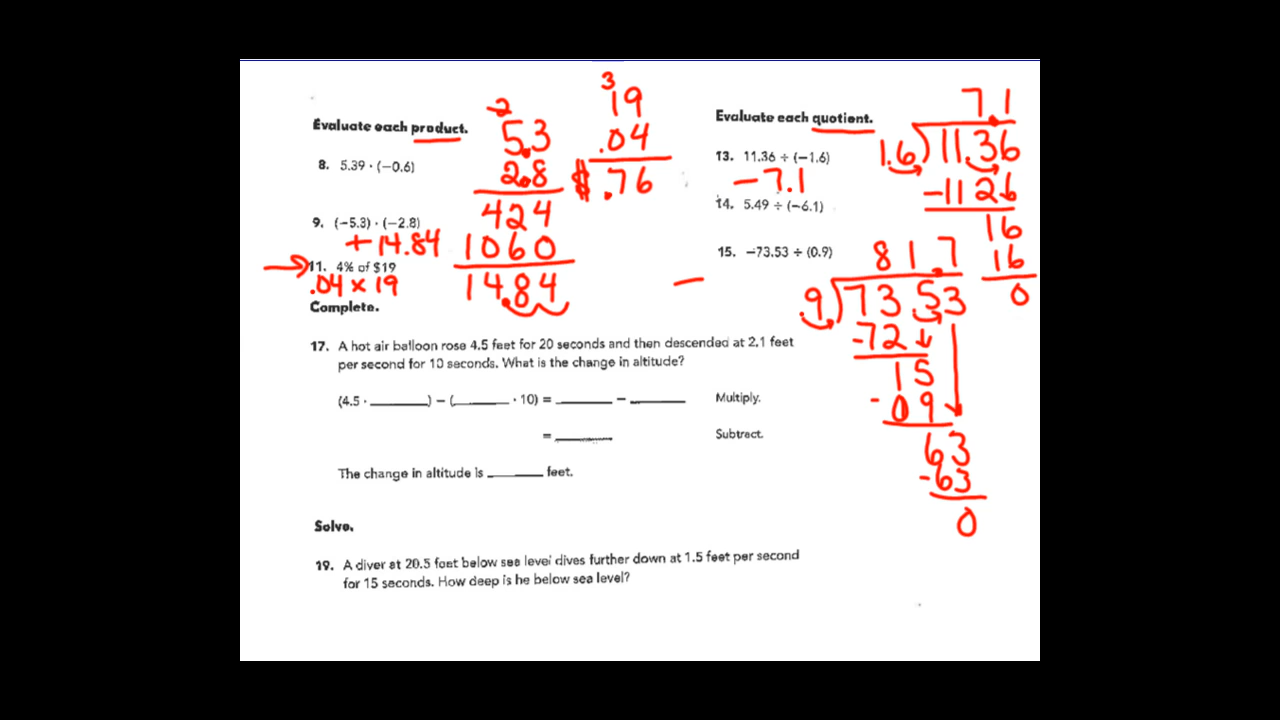 Evaluate each product.
8. 5.39 · (−0.6)
9. (−5.3) · (−2.8)
+14.84
11. 4% of $19
.04 × 19
2
5.3
2.8
424
1060
14.84
3
19
.04
$.76
Evaluate each quotient.
13. 11.36 ÷ (−1.6)
−7.1
14. 5.49 ÷ (−6.1)
15. −73.53 ÷ (0.9)
7.1
1.6)11.36
−112
16
16
0
−
81.7
.9)73.53
−72
15
-09
63
-63
0
Complete.
17. A hot air balloon rose 4.5 feet for 20 seconds and then descended at 2.1 feet
per second for 10 seconds. What is the change in altitude?
(4.5 · ______) − (______ · 10) = ______ − ______ Multiply.
= ______ Subtract.
The change in altitude is ______ feet.
Solve.
19. A diver at 20.5 feet below sea level dives further down at 1.5 feet per second
for 15 seconds. How deep is he below sea level?